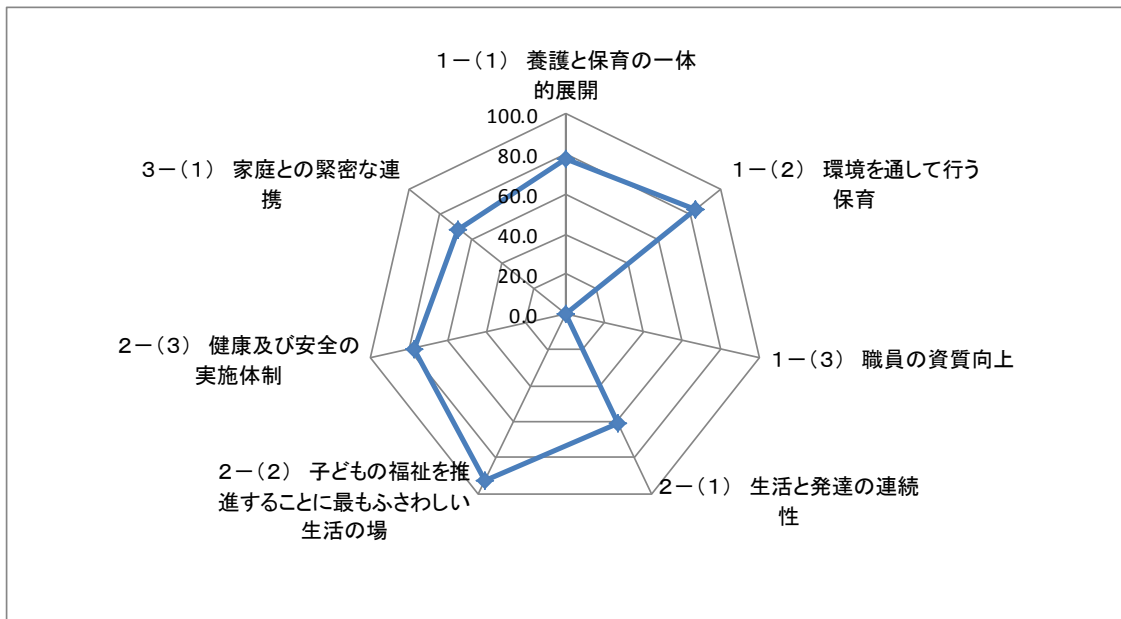 1－(1) 養護と保育の一体
的展開
100.0
80.0
60.0
40.0
20.0
0.0
1－(2) 環境を通して行う
保育
1－(3) 職員の資質向上
2－(1) 生活と発達の連続
性
2－(2) 子どもの福祉を推
進することに最もふさわしい
生活の場
2－(3) 健康及び安全の
実施体制
3－(1) 家庭との緊密な連
携